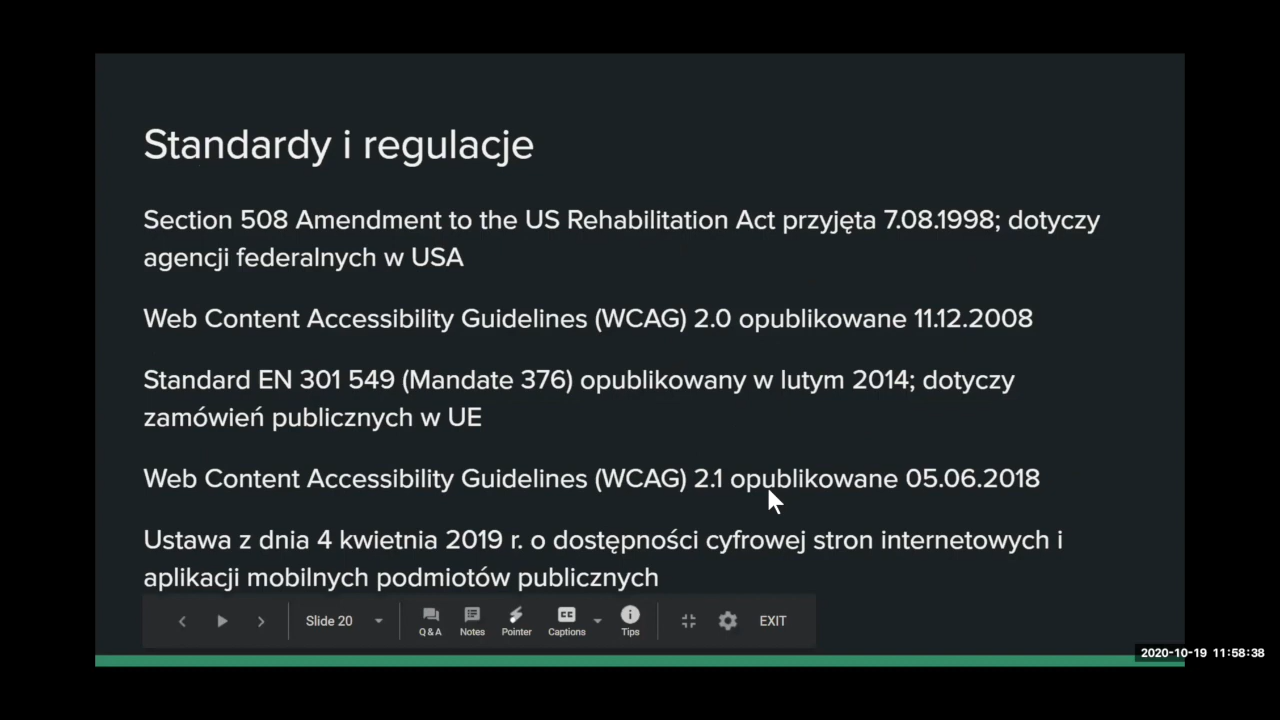 Standardy i regulacje
Section 508 Amendment to the US Rehabilitation Act przyjęta 7.08.1998; dotyczy
agencji federalnych w USA
Web Content Accessibility Guidelines (WCAG) 2.0 opublikowane 11.12.2008
Standard EN 301 549 (Mandate 376) opublikowany w lutym 2014; dotyczy
zamówień publicznych w UE
Web Content Accessibility Guidelines (WCAG) 2.1 opublikowane 05.06.2018
Ustawa z dnia 4 kwietnia 2019 r. o dostępności cyfrowej stron internetowych i
aplikacji mobilnych podmiotów publicznych
Slide 20 Q&A Notes Pointer CC Captions Tips EXIT
2020-10-19 11:58:38